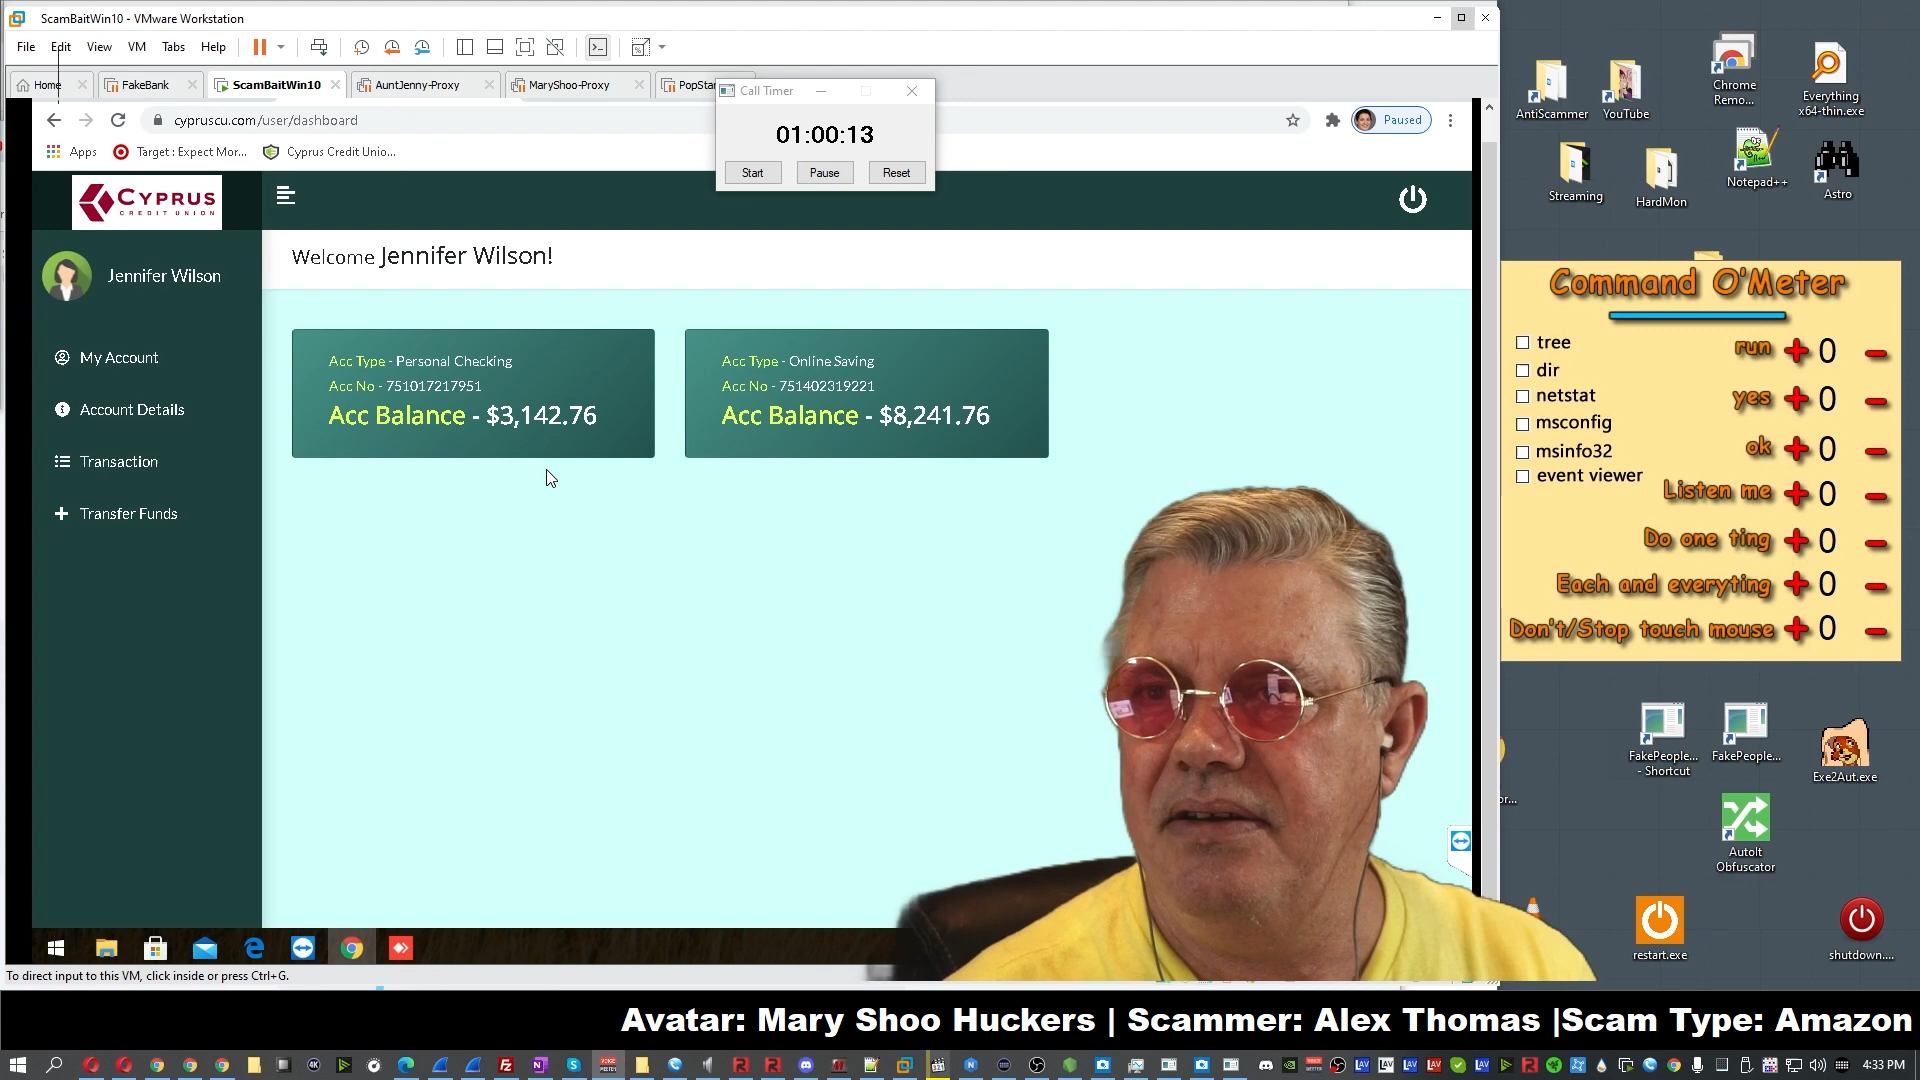 ScamBaitWin10 - VMware Workstation
File Edit View VM Tabs Help
Home FakeBank ScamBaitWin10 AuntJenny-Proxy MaryShoo-Proxy PopStar
Call Timer
01:00:13
Start Pause Reset
cypruscu.com/user/dashboard
Paused
Apps Target : Expect Mor... Cyprus Credit Unio...
CYPRUS
CREDIT UNION
Welcome Jennifer Wilson!
Jennifer Wilson
My Account
Account Details
Transaction
Transfer Funds
Acc Type - Personal Checking
Acc No - 751017217951
Acc Balance - $3,142.76
Acc Type - Online Saving
Acc No - 751402319221
Acc Balance - $8,241.76
To direct input to this VM, click inside or press Ctrl+G.
AntiScammer
YouTube
Chrome Remo...
Everything x64-thin.exe
Streaming
HardMon
Notepad++
Astro
Command O'Meter
tree
dir
netstat
msconfig
msinfo32
event viewer
run + 0 -
yes + 0 -
ok + 0 -
Listen me + 0 -
Do one ting + 0 -
Each and everyting + 0 -
Don't/Stop touch mouse + 0 -
FakePeople... - Shortcut
FakePeople...
Exe2Aut.exe
or...
AutoIt Obfuscator
restart.exe
shutdown....
Avatar: Mary Shoo Huckers | Scammer: Alex Thomas |Scam Type: Amazon
4:33 PM